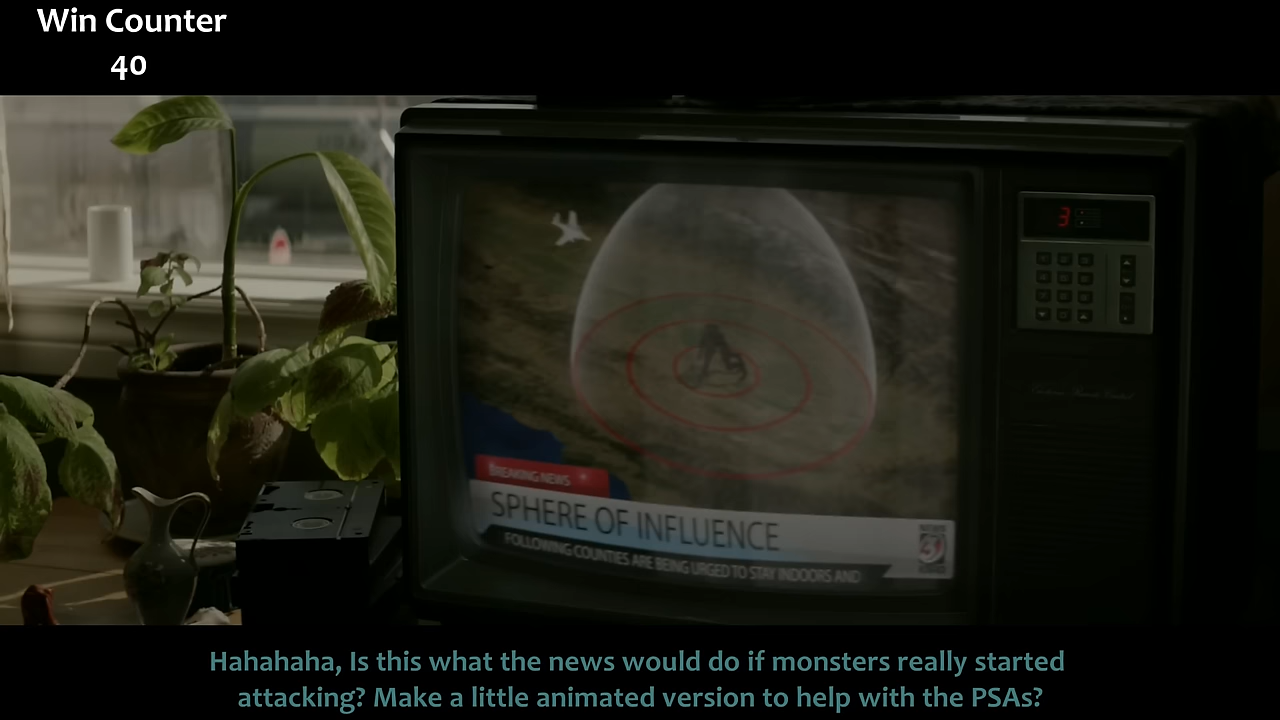 Win Counter
40
3
BREAKING NEWS
SPHERE OF INFLUENCE
FOLLOWING COUNTIES ARE BEING URGED TO STAY INDOORS AND
NEWS
Hahahaha, Is this what the news would do if monsters really started
attacking? Make a little animated version to help with the PSAs?